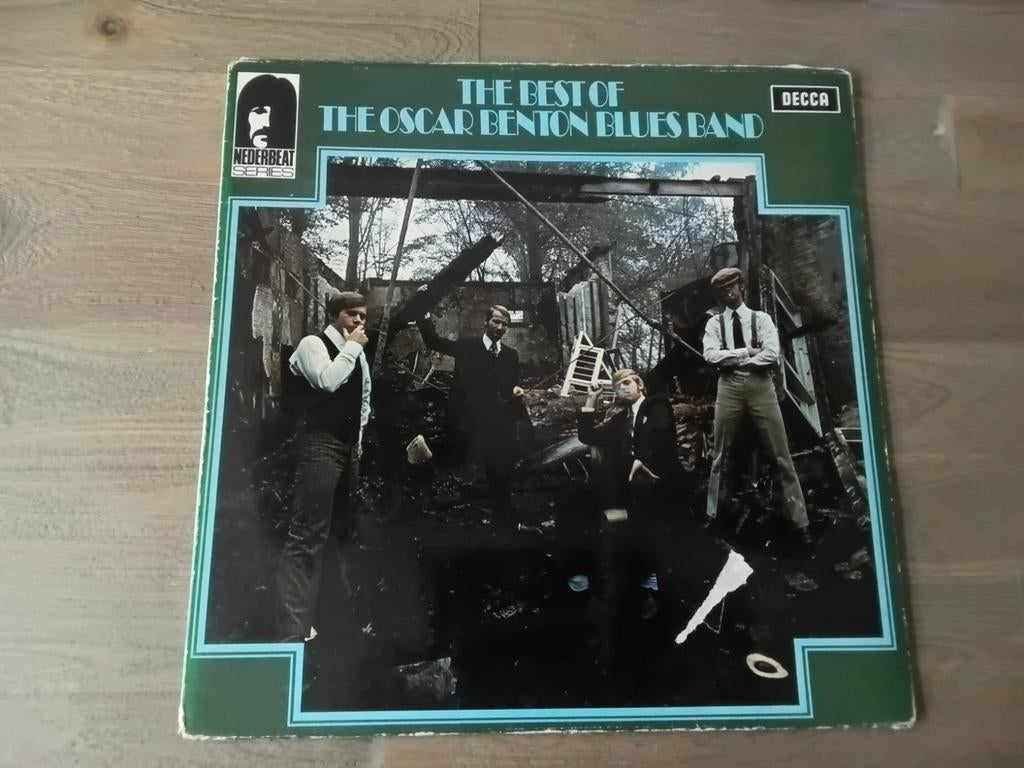 THE BEST OF
THE OSCAR BENTON BLUES BAND
DECCA
NEDERBEAT
SERIES